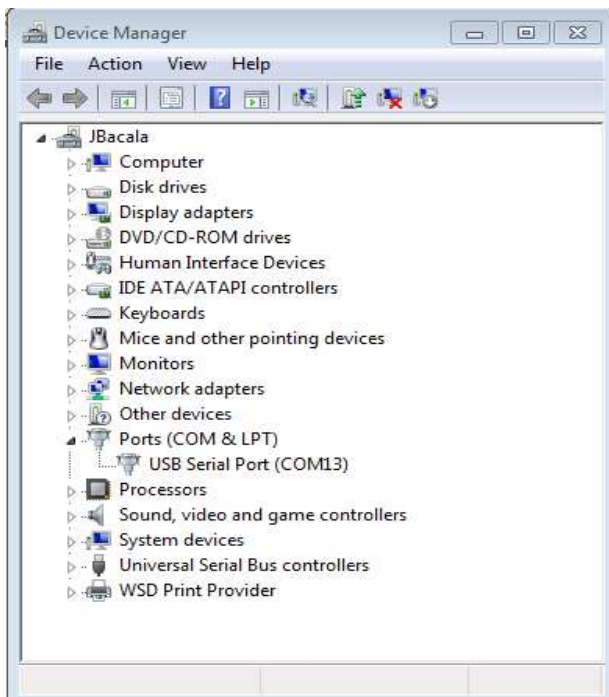 Device Manager
File Action View Help
JBacala
Computer
Disk drives
Display adapters
DVD/CD-ROM drives
Human Interface Devices
IDE ATA/ATAPI controllers
Keyboards
Mice and other pointing devices
Monitors
Network adapters
Other devices
Ports (COM & LPT)
USB Serial Port (COM13)
Processors
Sound, video and game controllers
System devices
Universal Serial Bus controllers
WSD Print Provider